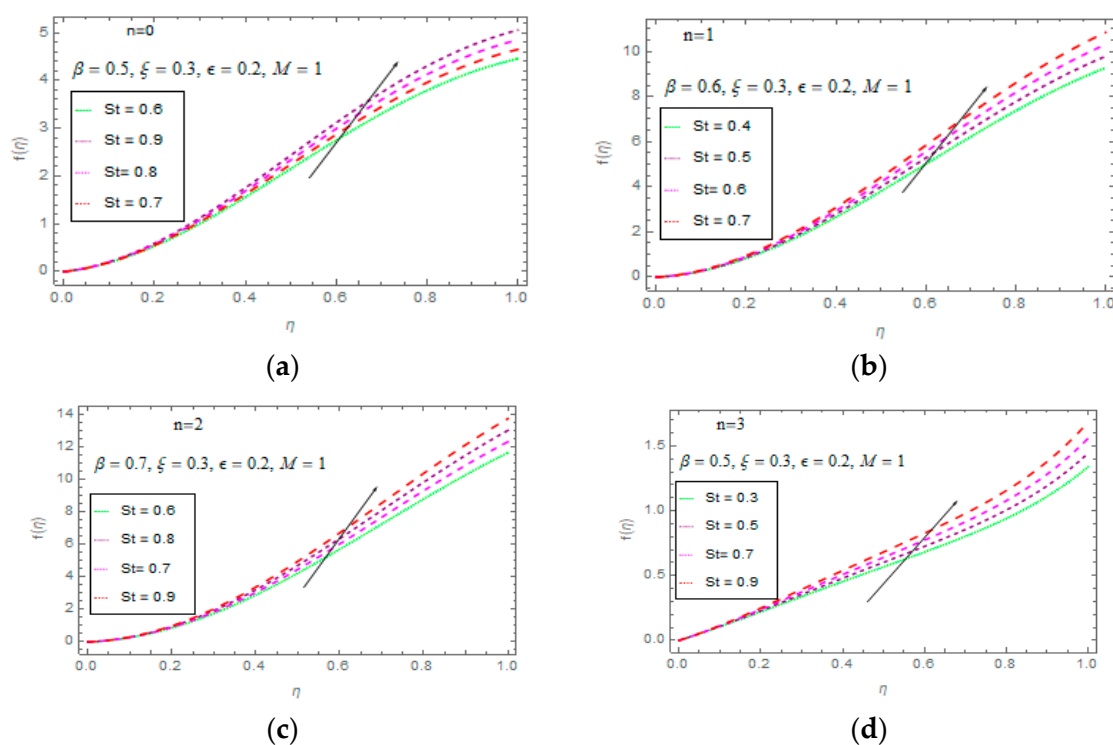 n=0
β = 0.5, ξ = 0.3, ϵ = 0.2, M = 1
St = 0.6
St = 0.9
St= 0.8
St = 0.7
f(η)
5
4
3
2
1
0
0.0 0.2 0.4 0.6 0.8 1.0
η
(a)
n=1
β = 0.6, ξ = 0.3, ϵ = 0.2, M = 1
St = 0.4
St = 0.5
St= 0.6
St = 0.7
f(η)
10
8
6
4
2
0
0.0 0.2 0.4 0.6 0.8 1.0
η
(b)
n=2
β = 0.7, ξ = 0.3, ϵ = 0.2, M = 1
St = 0.6
St = 0.8
St= 0.7
St = 0.9
f(η)
14
12
10
8
6
4
2
0
0.0 0.2 0.4 0.6 0.8 1.0
η
(c)
n=3
β = 0.5, ξ = 0.3, ϵ = 0.2, M = 1
St = 0.3
St = 0.5
St= 0.7
St = 0.9
f(η)
1.5
1.0
0.5
0.0
0.0 0.2 0.4 0.6 0.8 1.0
η
(d)